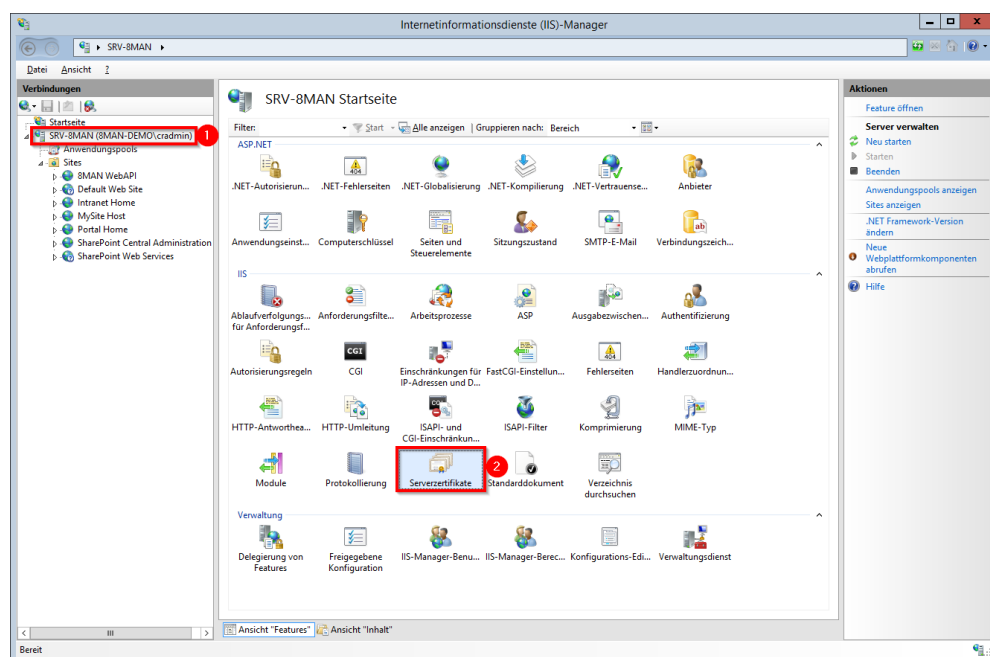 Internetinformationsdienste (IIS)-Manager
SRV-8MAN
Datei Ansicht ?
Verbindungen
Startseite
SRV-8MAN (8MAN-DEMO\cradmin)
1
Anwendungspools
Sites
8MAN WebAPI
Default Web Site
Intranet Home
MySite Host
Portal Home
SharePoint Central Administration
SharePoint Web Services
SRV-8MAN Startseite
Filter: Start Alle anzeigen Gruppieren nach: Bereich
ASP.NET
.NET-Autorisierun... .NET-Fehlerseiten .NET-Globalisierung .NET-Kompilierung .NET-Vertrauense... Anbieter
Anwendungseinst... Computerschlüssel Seiten und Sitzungszustand SMTP-E-Mail Verbindungszeich...
Steuerelemente
IIS
Ablaufverfolgungs... Anforderungsfilte... Arbeitsprozesse ASP Ausgabezwischen... Authentifizierung
für Anforderungsf...
Autorisierungsregeln CGI Einschränkungen für FastCGI-Einstellun... Fehlerseiten Handlerzuordnun...
IP-Adressen und D...
HTTP-Antworthea... HTTP-Umleitung ISAPI- und ISAPI-Filter Komprimierung MIME-Typ
CGI-Einschränkun...
2
Module Protokollierung Serverzertifikate Standarddokument Verzeichnis
durchsuchen
Verwaltung
Delegierung von Freigegebene IIS-Manager-Benu... IIS-Manager-Berec... Konfigurations-Edi... Verwaltungsdienst
Features Konfiguration
Ansicht "Features" Ansicht "Inhalt"
Aktionen
Feature öffnen
Server verwalten
Neu starten
Starten
Beenden
Anwendungspools anzeigen
Sites anzeigen
.NET Framework-Version
ändern
Neue
Webplattformkomponenten
abrufen
Hilfe
Bereit